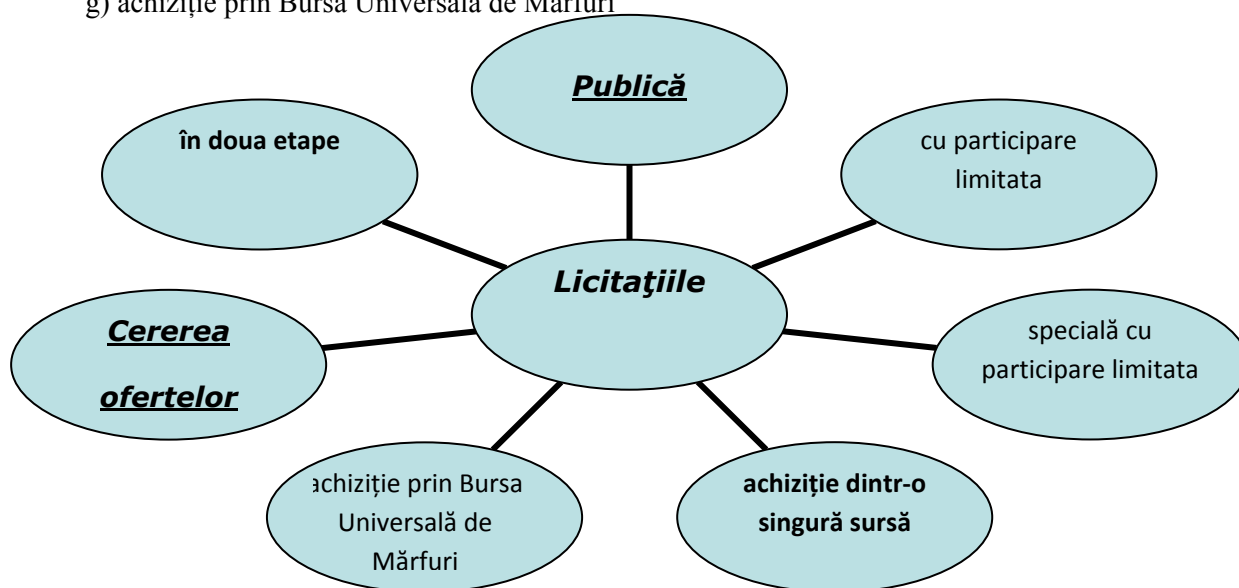 g) achiziție prin Bursa Universală de Mărfuri
Publică
în doua etape
cu participare
limitata
Licitaţiile
Cererea
ofertelor
specială cu
participare limitata
achiziție prin Bursa
Universală de
Mărfuri
achiziție dintr-o
singură sursă